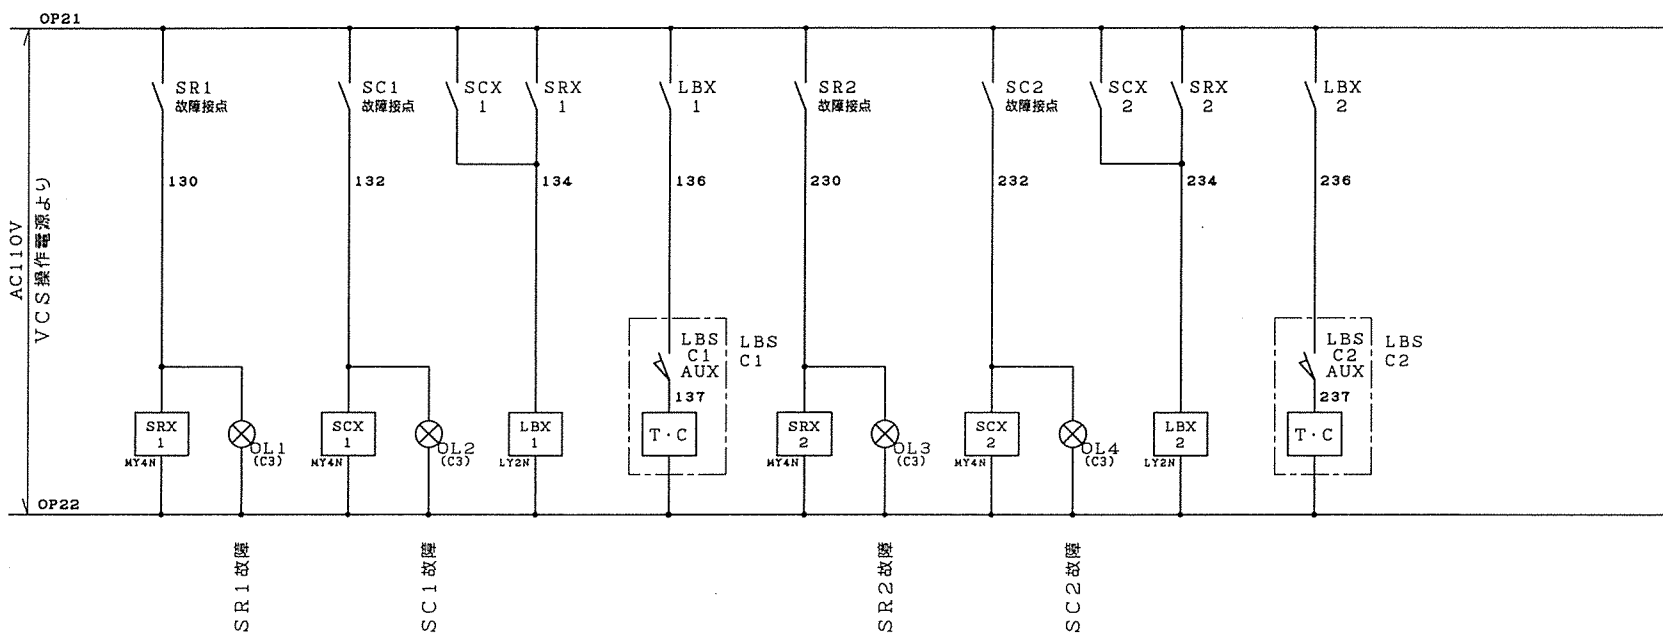 OP21
AC110V
VCS操作電源より
SR1
故障接点
SC1
故障接点
SCX
1
SRX
1
LBX
1
SR2
故障接点
SC2
故障接点
SCX
2
SRX
2
LBX
2
130
132
134
136
230
232
234
236
LBS
C1
AUX
LBS
C1
137
LBS
C2
AUX
LBS
C2
237
SRX
1
MY4N
OL1
(C3)
SCX
1
MY4N
OL2
(C3)
LBX
1
LY2N
T・C
SRX
2
MY4N
OL3
(C3)
SCX
2
MY4N
OL4
(C3)
LBX
2
LY2N
T・C
OP22
SR1故障
SC1故障
SR2故障
SC2故障